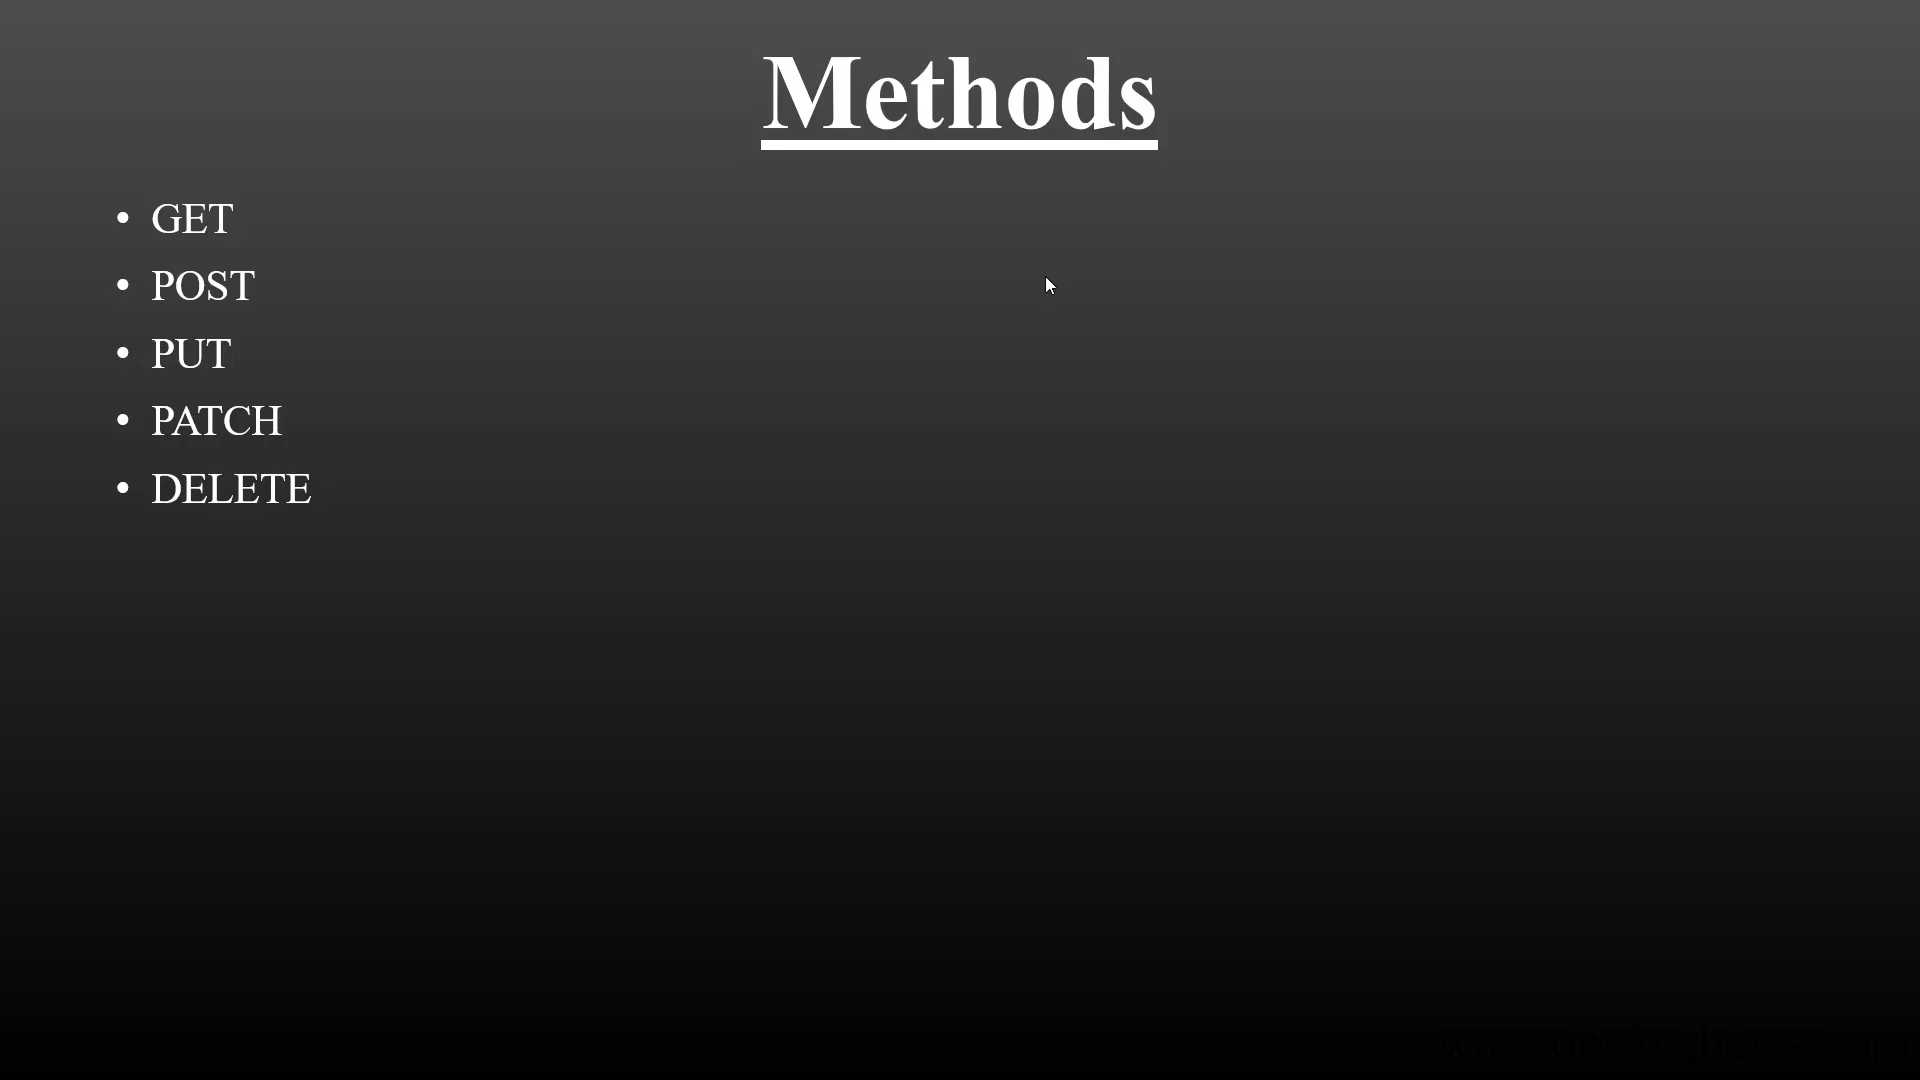 Methods
• GET
• POST
• PUT
• PATCH
• DELETE